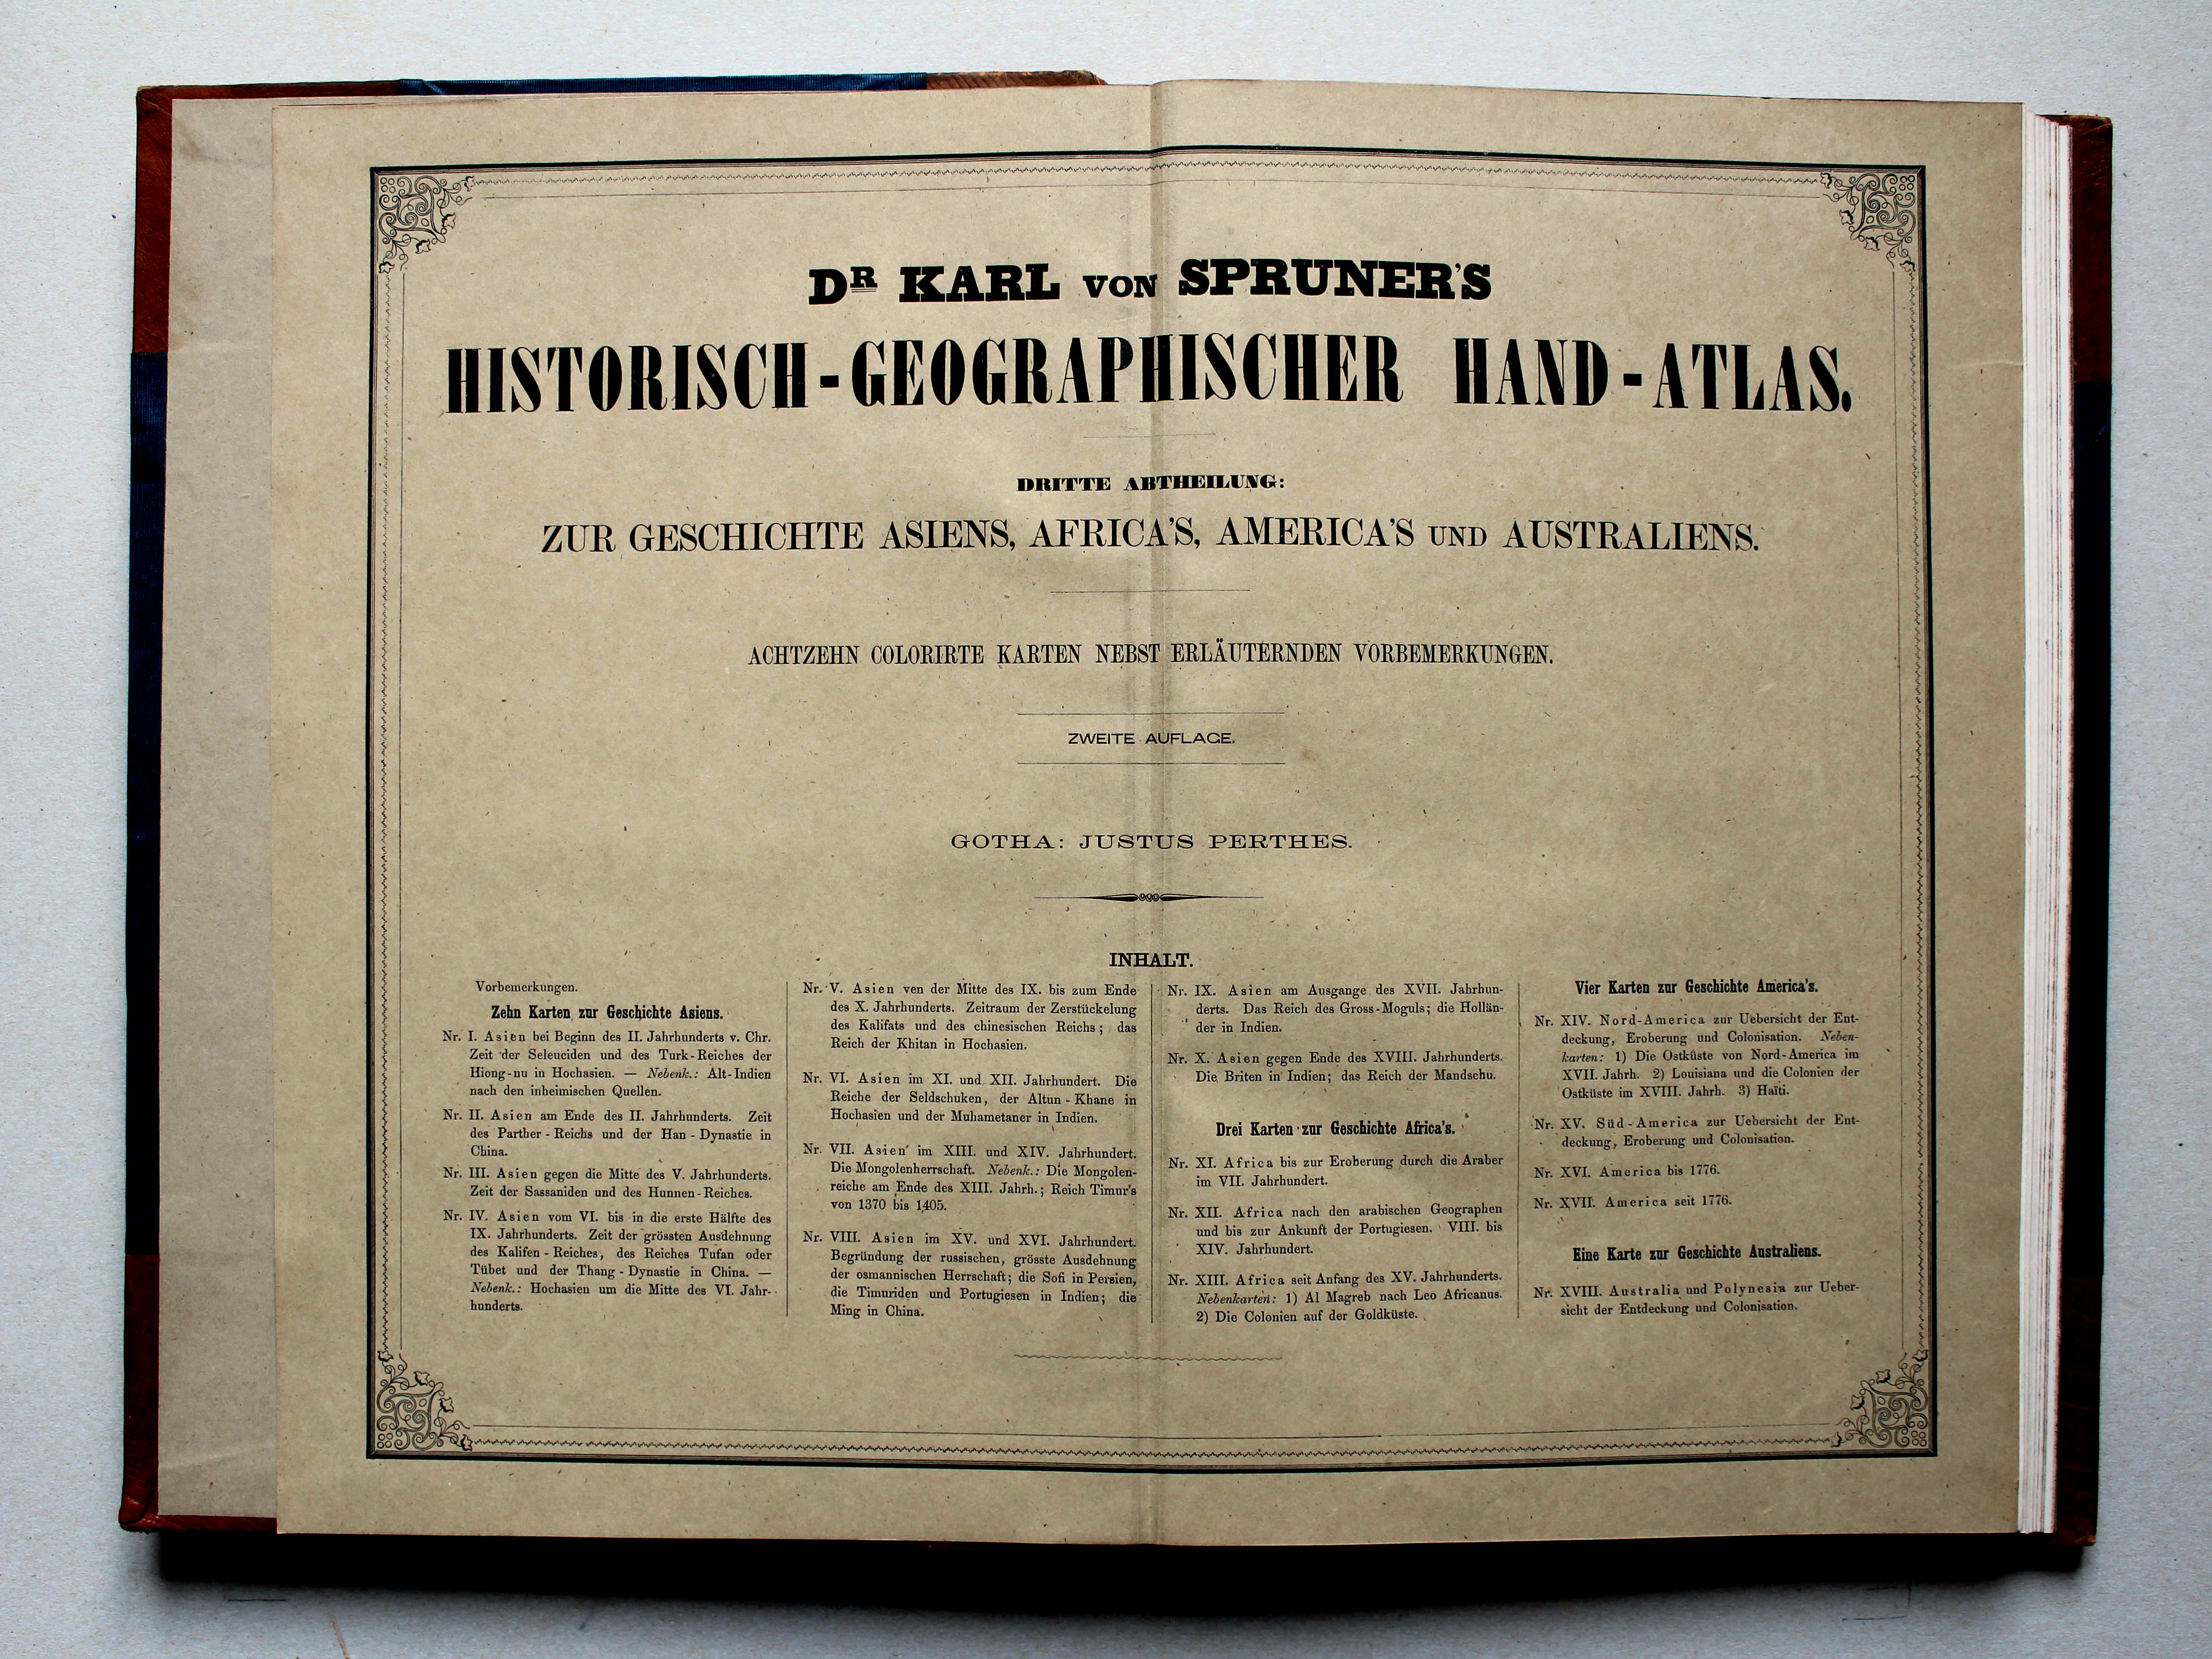 DR KARL VON SPRUNER'S
HISTORISCH-GEOGRAPHISCHER HAND-ATLAS.
DRITTE ABTHEILUNG:
ZUR GESCHICHTE ASIENS, AFRICA'S, AMERICA'S UND AUSTRALIENS.
ACHTZEHN COLORIRTE KARTEN NEBST ERLÄUTERNDEN VORBEMERKUNGEN.
ZWEITE AUFLAGE.
GOTHA: JUSTUS PERTHES.
INHALT.
Vorbemerkungen.
Zehn Karten zur Geschichte Asiens.
Nr. I. Asien bei Beginn des II. Jahrhunderts v. Chr.
Zeit der Seleuciden und des Turk-Reiches der
Hiong-nu in Hochasien. — Nebenk.: Alt-Indien
nach den inheimischen Quellen.
Nr. II. Asien am Ende des II. Jahrhunderts. Zeit
des Parther-Reichs und der Han-Dynastie in
China.
Nr. III. Asien gegen die Mitte des V. Jahrhunderts.
Zeit der Sassaniden und des Hunnen-Reiches.
Nr. IV. Asien vom VI. bis in die erste Hälfte des
IX. Jahrhunderts. Zeit der grössten Ausdehnung
des Kalifen-Reiches, des Reiches Tufan oder
Tübet und der Thang-Dynastie in China. —
Nebenk.: Hochasien um die Mitte des VI. Jahr-
hunderts.
Nr. V. Asien ven der Mitte des IX. bis zum Ende
des X. Jahrhunderts. Zeitraum der Zerstückelung
des Kalifats und des chinesischen Reichs; das
Reich der Khitan in Hochasien.
Nr. VI. Asien im XI. und XII. Jahrhundert. Die
Reiche der Seldschuken, der Altun-Khane in
Hochasien und der Muhametaner in Indien.
Nr. VII. Asien im XIII. und XIV. Jahrhundert.
Die Mongolenherrschaft. Nebenk.: Die Mongolen-
reiche am Ende des XIII. Jahrh.; Reich Timur's
von 1370 bis 1405.
Nr. VIII. Asien im XV. und XVI. Jahrhundert.
Begründung der russischen, grösste Ausdehnung
der osmannischen Herrschaft; die Sofi in Persien,
die Timuriden und Portugiesen in Indien; die
Ming in China.
Nr. IX. Asien am Ausgange des XVII. Jahrhun-
derts. Das Reich des Gross-Moguls; die Hollän-
der in Indien.
Nr. X. Asien gegen Ende des XVIII. Jahrhunderts.
Die Briten in Indien; das Reich der Mandschu.
Drei Karten zur Geschichte Africa's.
Nr. XI. Africa bis zur Eroberung durch die Araber
im VII. Jahrhundert.
Nr. XII. Africa nach den arabischen Geographen
und bis zur Ankunft der Portugiesen. VIII. bis
XIV. Jahrhundert.
Nr. XIII. Africa seit Anfang des XV. Jahrhunderts.
Nebenkarten: 1) Al Magreb nach Leo Africanus.
2) Die Colonien auf der Goldküste.
Vier Karten zur Geschichte America's.
Nr. XIV. Nord-America zur Uebersicht der Ent-
deckung, Eroberung und Colonisation. Neben-
karten: 1) Die Ostküste von Nord-America im
XVII. Jahrh. 2) Louisiana und die Colonien der
Ostküste im XVIII. Jahrh. 3) Haïti.
Nr. XV. Süd-America zur Uebersicht der Ent-
deckung, Eroberung und Colonisation.
Nr. XVI. America bis 1776.
Nr. XVII. America seit 1776.
Eine Karte zur Geschichte Australiens.
Nr. XVIII. Australia und Polynesia zur Ueber-
sicht der Entdeckung und Colonisation.